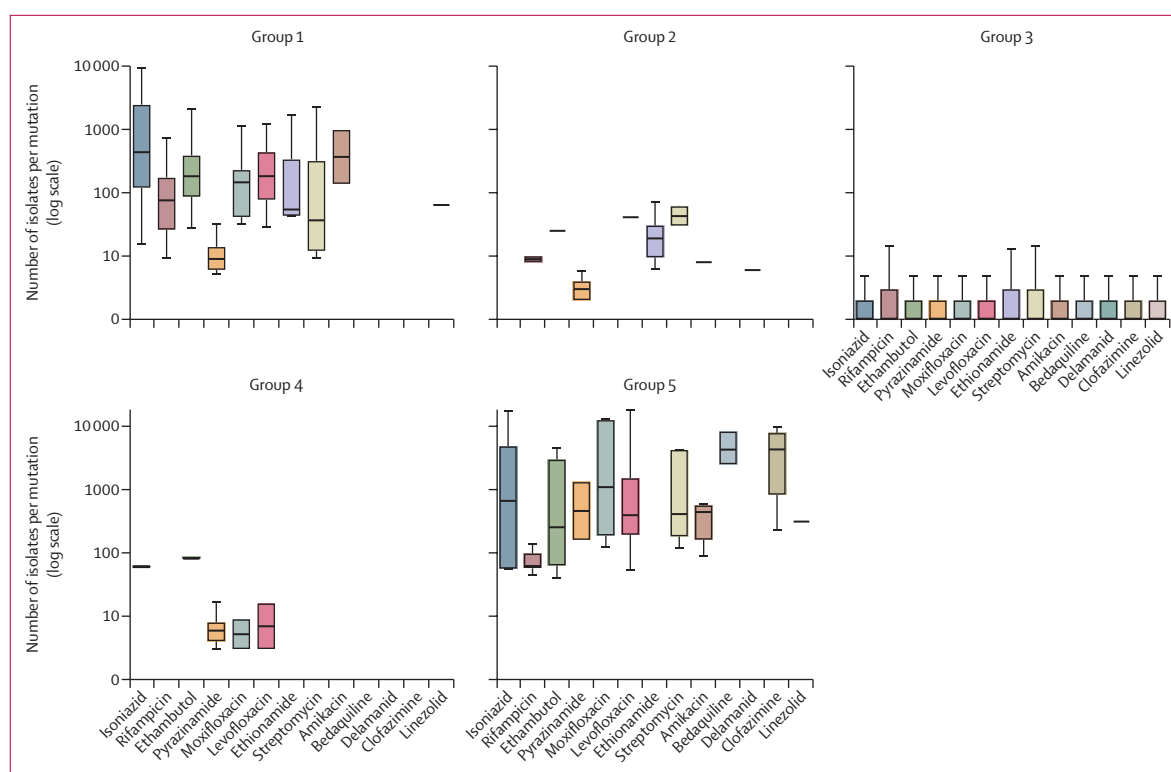 Group 1
Group 2
Group 3
Number of isolates per mutation
(log scale)
10 000
1000
100
10
0
Isoniazid
Rifampicin
Ethambutol
Pyrazinamide
Moxifloxacin
Levofloxacin
Ethionamide
Streptomycin
Amikacin
Bedaquiline
Delamanid
Clofazimine
Linezolid
Group 4
Group 5
Number of isolates per mutation
(log scale)
10 000
1000
100
10
0
Isoniazid
Rifampicin
Ethambutol
Pyrazinamide
Moxifloxacin
Levofloxacin
Ethionamide
Streptomycin
Amikacin
Bedaquiline
Delamanid
Clofazimine
Linezolid
Isoniazid
Rifampicin
Ethambutol
Pyrazinamide
Moxifloxacin
Levofloxacin
Ethionamide
Streptomycin
Amikacin
Bedaquiline
Delamanid
Clofazimine
Linezolid